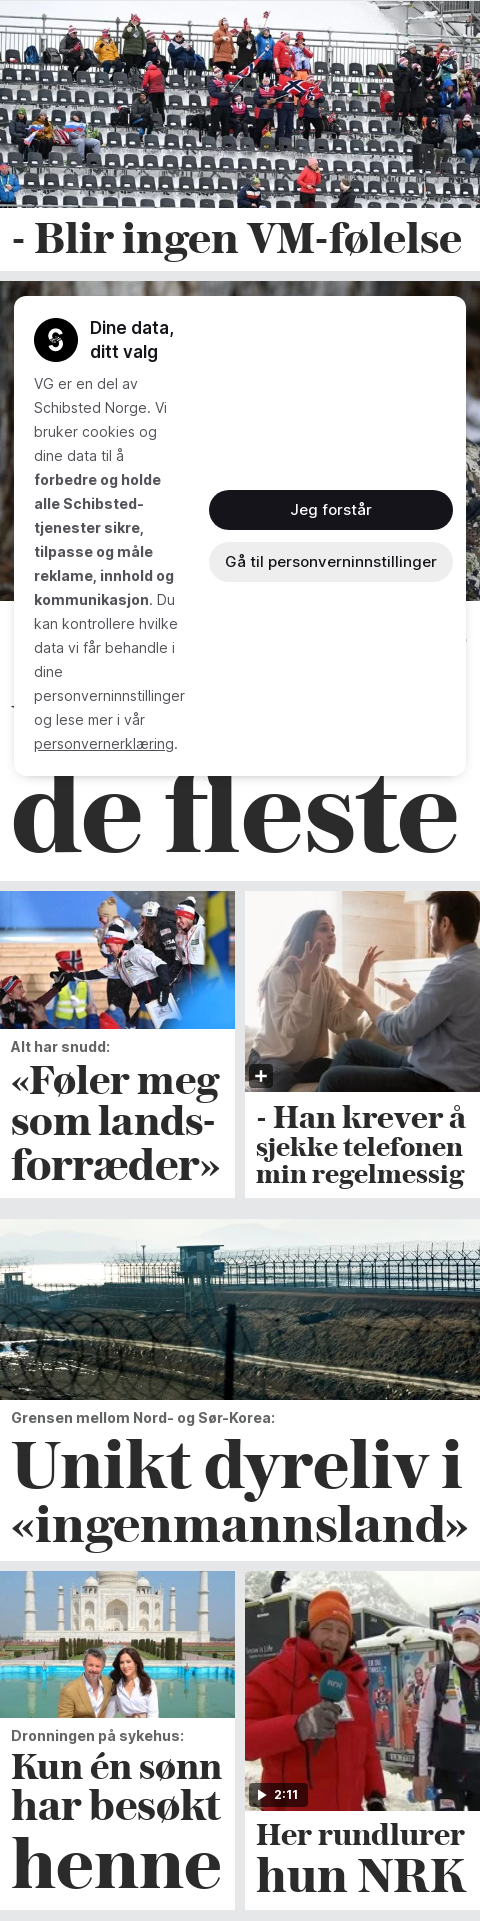 - Blir ingen VM-følelse
Dine data,
ditt valg
VG er en del av
Schibsted Norge. Vi
bruker cookies og
dine data til å
forbedre og holde
alle Schibsted-
tjenester sikre,
tilpasse og måle
reklame, innhold og
kommunikasjon. Du
kan kontrollere hvilke
data vi får behandle i
dine
personverninnstillinger
og lese mer i vår
personvernerklæring.
Jeg forstår
Gå til personverninnstillinger
de fleste
Alt har snudd:
«Føler meg
som lands-
forræder»
- Han krever å
sjekke telefonen
min regelmessig
Grensen mellom Nord- og Sør-Korea:
Unikt dyreliv i
«ingenmannsland»
Dronningen på sykehus:
Kun én sønn
har besøkt
henne
NRK
2:11
Her rundlurer
hun NRK